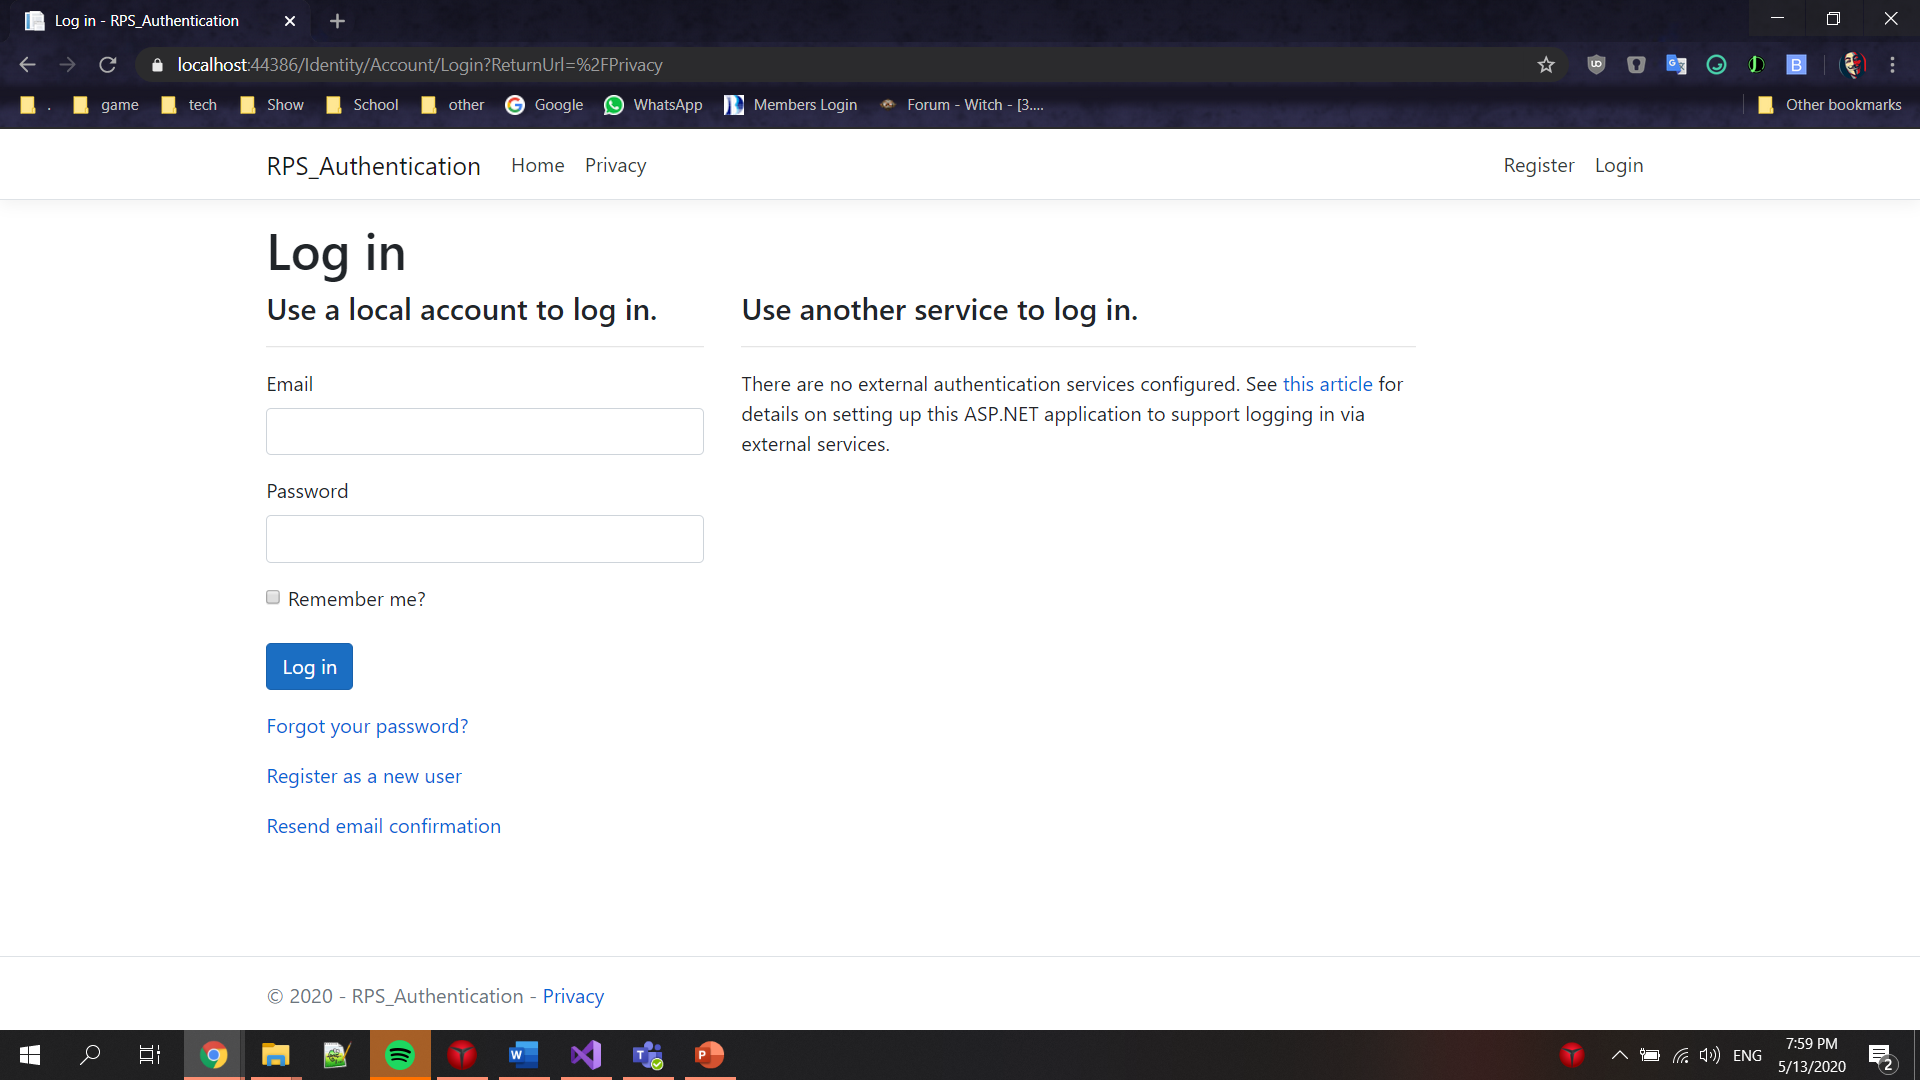 Log in - RPS_Authentication
localhost:44386/Identity/Account/Login?ReturnUrl=%2FPrivacy
. game tech Show School other Google WhatsApp Members Login Forum - Witch - [3.... Other bookmarks
RPS_Authentication Home Privacy Register Login
Log in
Use a local account to log in.
Email
Password
Remember me?
Log in
Forgot your password?
Register as a new user
Resend email confirmation
Use another service to log in.
There are no external authentication services configured. See this article for
details on setting up this ASP.NET application to support logging in via
external services.
© 2020 - RPS_Authentication - Privacy
ENG
7:59 PM
5/13/2020
2